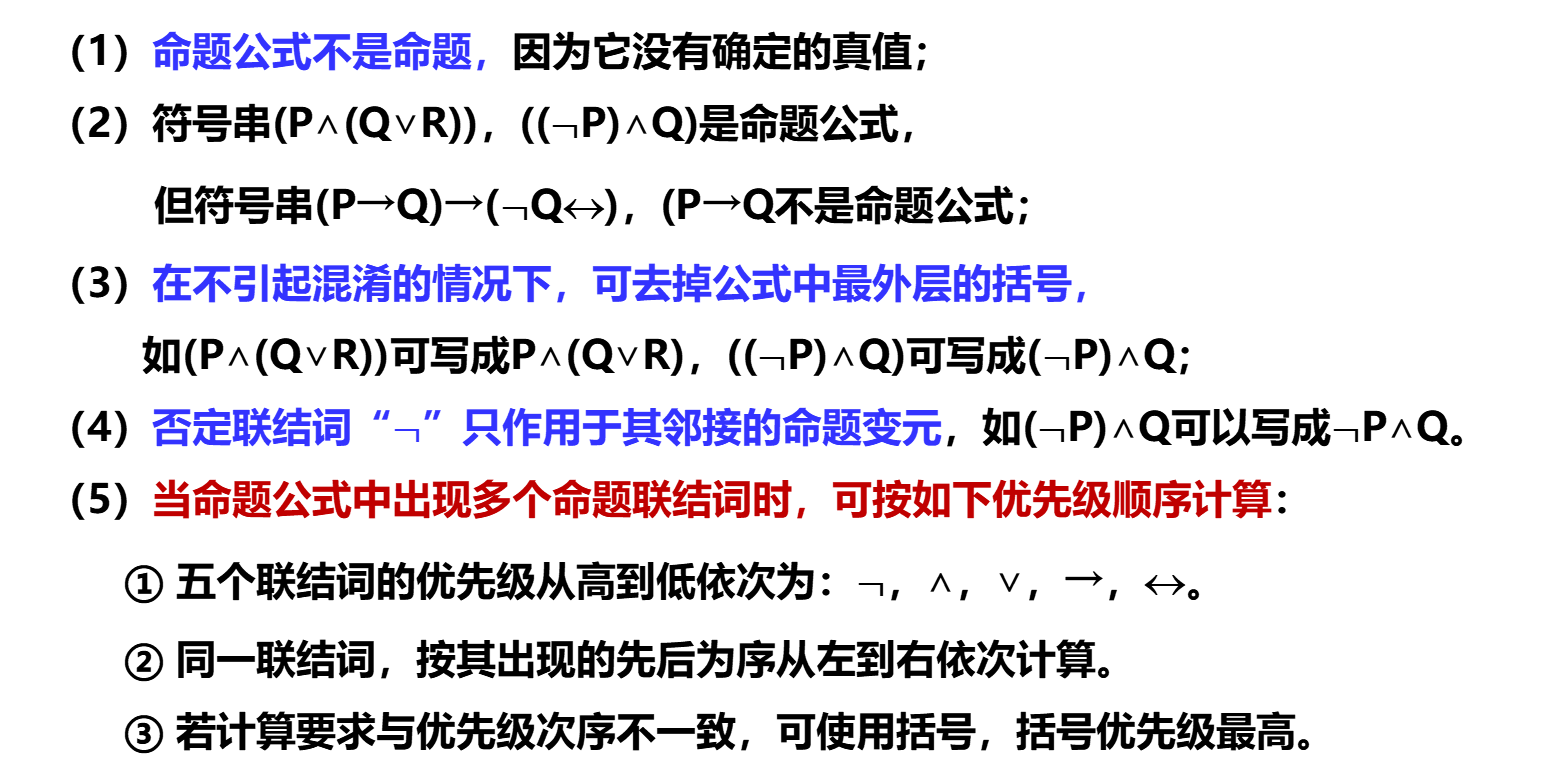 （1）命题公式不是命题，因为它没有确定的真值；
（2）符号串(P∧(Q∨R))，((¬P)∧Q)是命题公式，
但符号串(P→Q)→(¬Q↔)，(P→Q不是命题公式；
（3）在不引起混淆的情况下，可去掉公式中最外层的括号，
如(P∧(Q∨R))可写成P∧(Q∨R)，((¬P)∧Q)可写成(¬P)∧Q；
（4）否定联结词“¬”只作用于其邻接的命题变元，如(¬P)∧Q可以写成¬P∧Q。
（5）当命题公式中出现多个命题联结词时，可按如下优先级顺序计算：
① 五个联结词的优先级从高到低依次为：¬，∧，∨，→，↔。
② 同一联结词，按其出现的先后为序从左到右依次计算。
③ 若计算要求与优先级次序不一致，可使用括号，括号优先级最高。